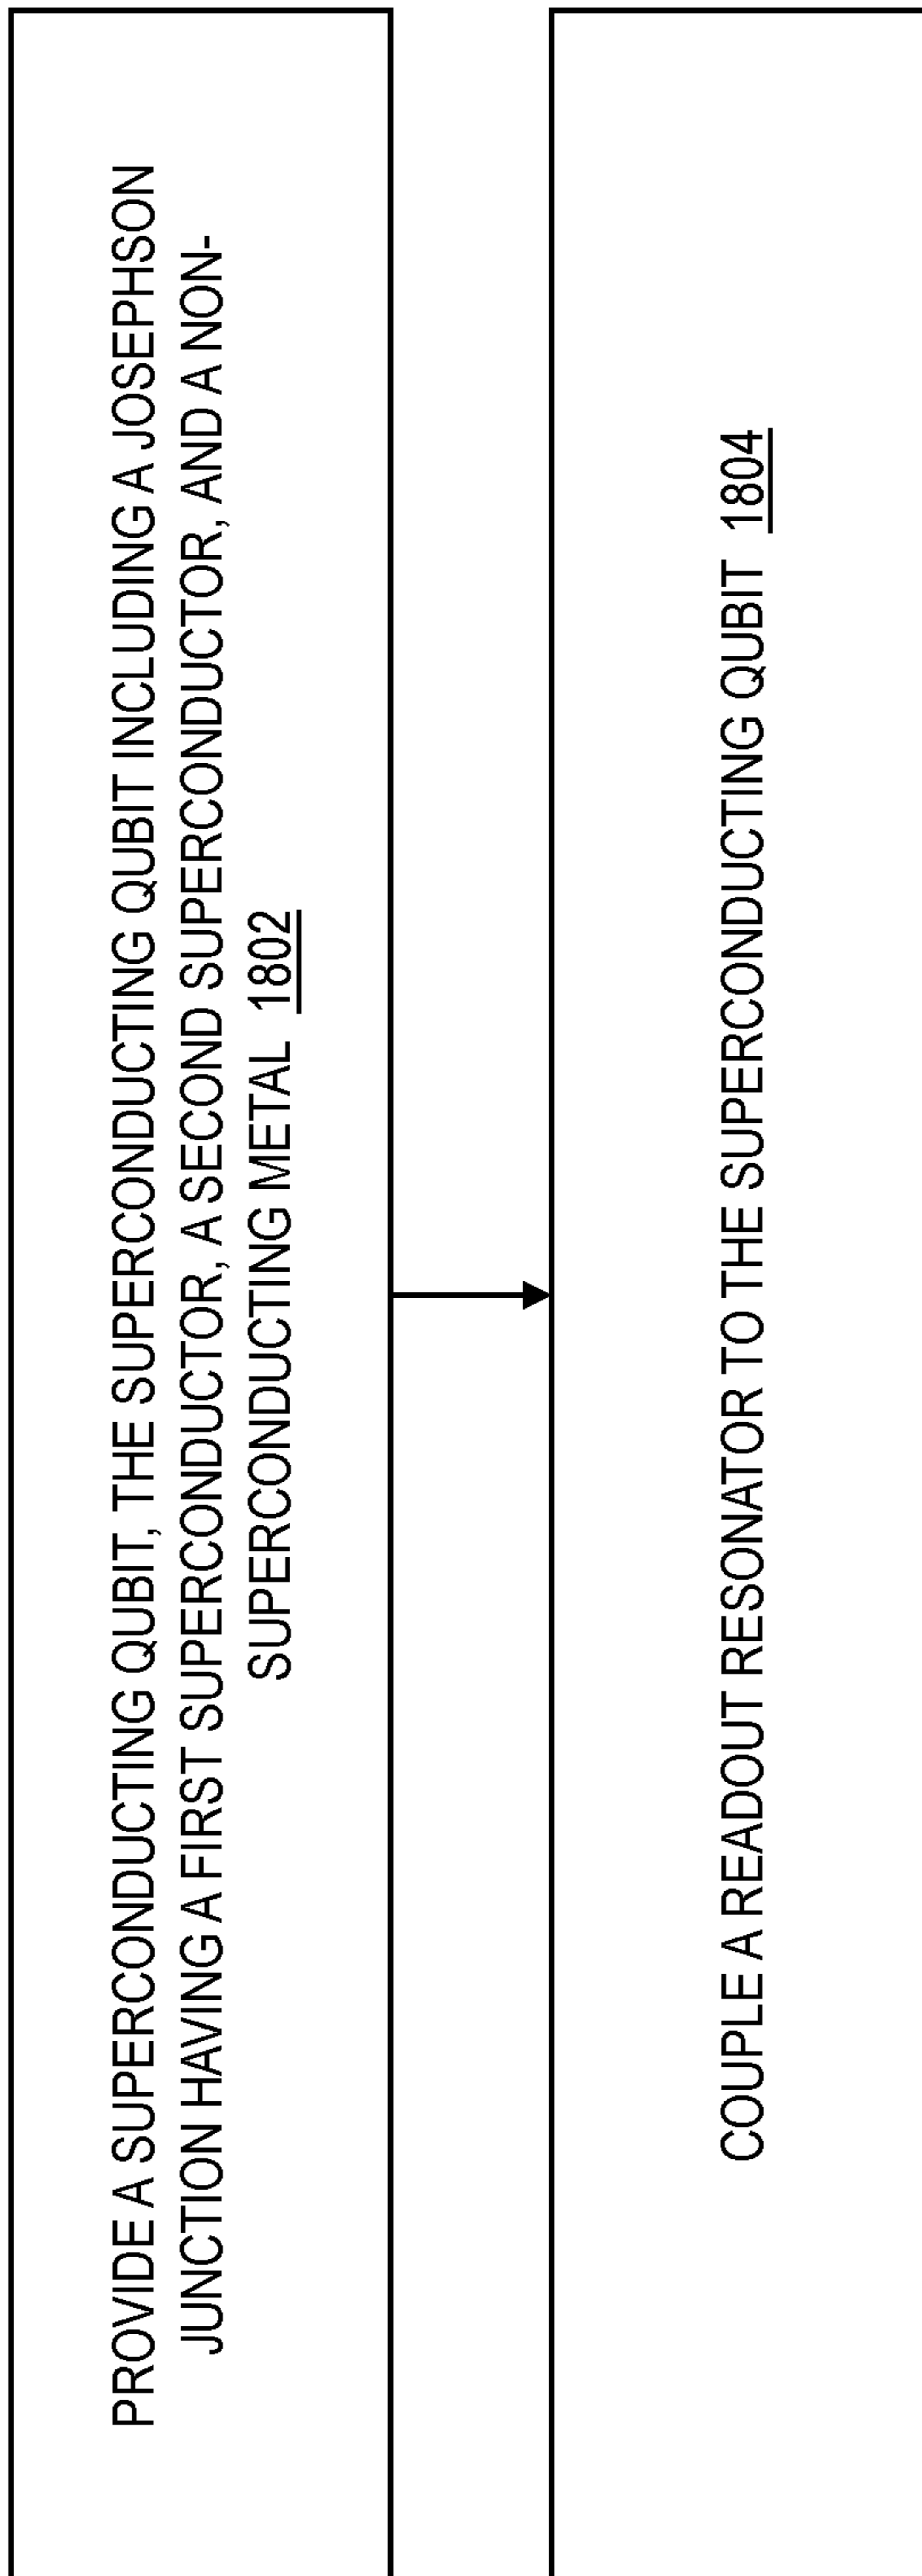 PROVIDE A SUPERCONDUCTING QUBIT, THE SUPERCONDUCTING QUBIT INCLUDING A JOSEPHSON
JUNCTION HAVING A FIRST SUPERCONDUCTOR, A SECOND SUPERCONDUCTOR, AND A NON-
SUPERCONDUCTING METAL 1802
COUPLE A READOUT RESONATOR TO THE SUPERCONDUCTING QUBIT 1804